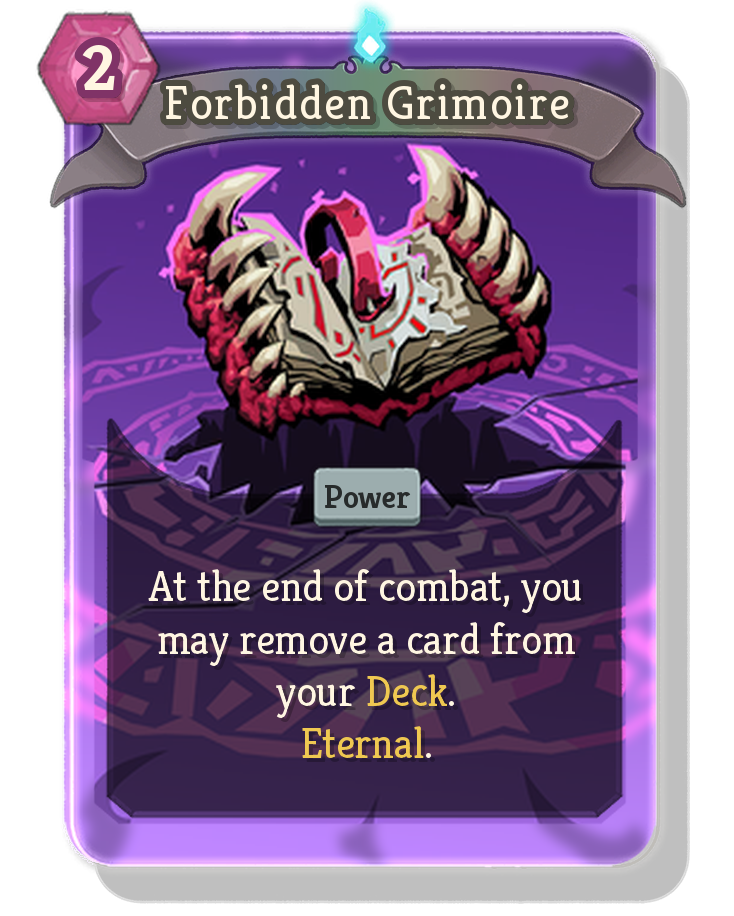 2
Forbidden Grimoire
Power
At the end of combat, you
may remove a card from
your Deck.
Eternal.